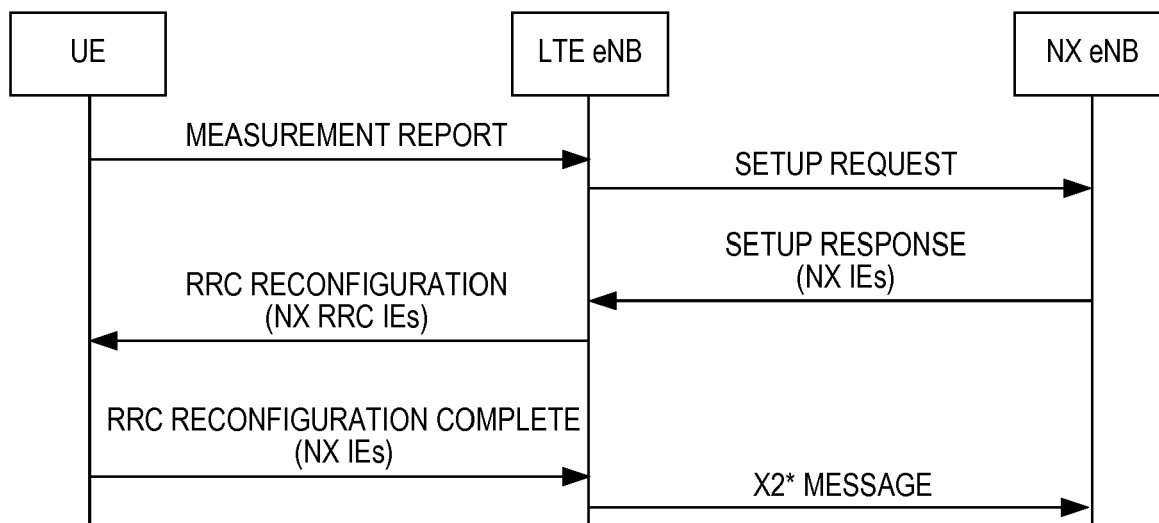 UE
LTE eNB
NX eNB
MEASUREMENT REPORT
SETUP REQUEST
SETUP RESPONSE
(NX IEs)
RRC RECONFIGURATION
(NX RRC IEs)
RRC RECONFIGURATION COMPLETE
(NX IEs)
X2* MESSAGE